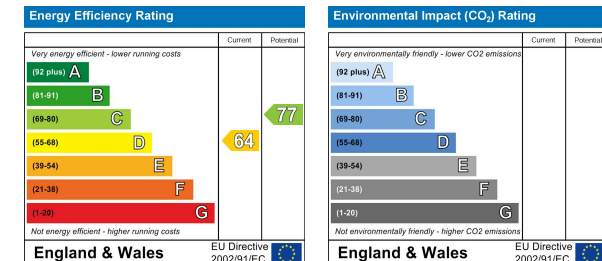 Energy Efficiency Rating
Current Potential
Very energy efficient - lower running costs
(92 plus) A
(81-91) B
(69-80) C
77
(55-68) D
64
(39-54) E
(21-38) F
(1-20) G
Not energy efficient - higher running costs
England & Wales
EU Directive
2002/91/EC
Environmental Impact (CO₂) Rating
Current Potential
Very environmentally friendly - lower CO2 emissions
(92 plus) A
(81-91) B
(69-80) C
(55-68) D
(39-54) E
(21-38) F
(1-20) G
Not environmentally friendly - higher CO2 emissions
England & Wales
EU Directive
2002/91/EC